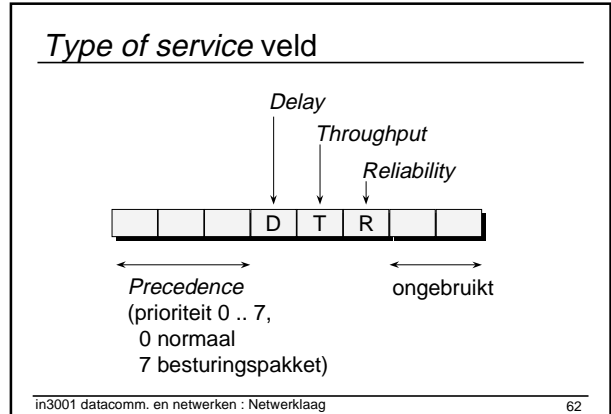 Type of service veld
Delay
Throughput
Reliability
D T R
Precedence
(prioriteit 0 .. 7,
0 normaal
7 besturingspakket)
ongebruikt
in3001 datacomm. en netwerken : Netwerklaag 62